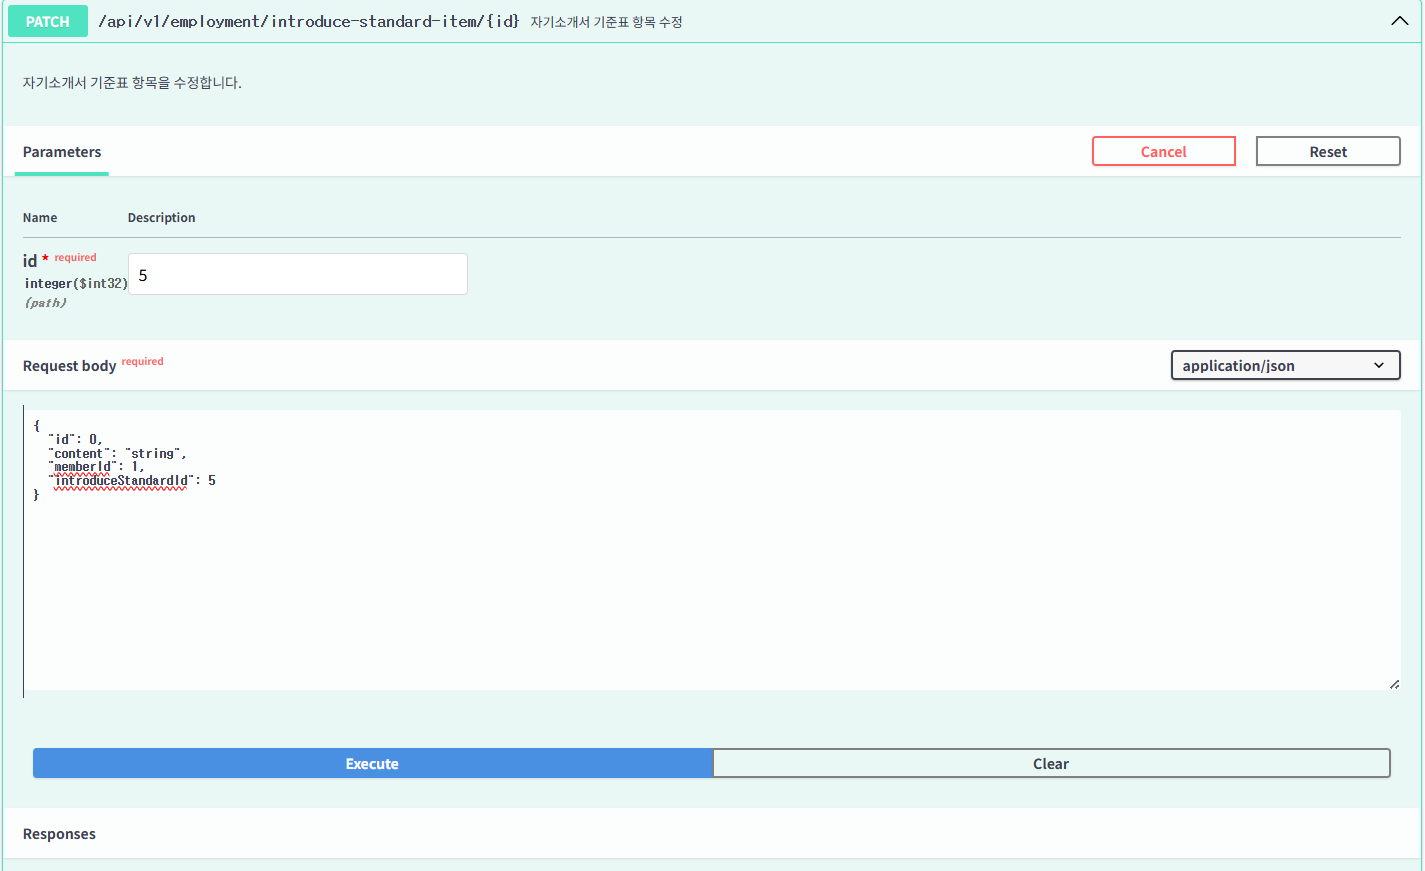 PATCH /api/v1/employment/introduce-standard-item/{id} 자기소개서 기준표 항목 수정
자기소개서 기준표 항목을 수정합니다.
Parameters
Cancel
Reset
Name Description
id * required
integer($int32)
(path)
5
Request body required
application/json
{
"id": 0,
"content": "string",
"memberId": 1,
"introduceStandardId": 5
}
Execute
Clear
Responses